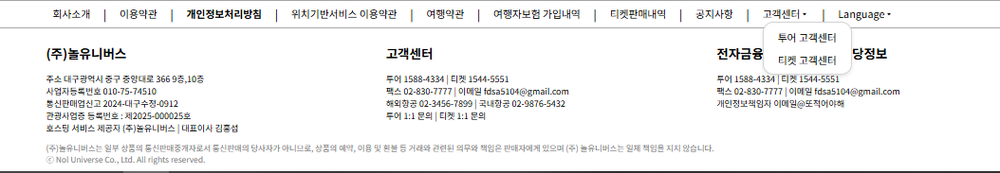 회사소개 | 이용약관 | 개인정보처리방침 | 위치기반서비스 이용약관 | 여행약관 | 여행자보험 가입내역 | 티켓판매내역 | 공지사항 | 고객센터 | Language
투어 고객센터
티켓 고객센터
(주)놀유니버스
주소 대구광역시 중구 중앙대로 366 9층,10층
사업자등록번호 010-75-74510
통신판매업신고 2024-대구수정-0912
관광사업증 등록번호 : 제2025-000025호
호스팅 서비스 제공자 (주)놀유니버스 | 대표이사 김홍섭
고객센터
투어 1588-4334 | 티켓 1544-5551
팩스 02-830-7777 | 이메일 fdsa5104@gmail.com
해외항공 02-3456-7899 | 국내항공 02-9876-5432
투어 1:1 문의 | 티켓 1:1 문의
전자금융 당정보
투어 1588-4334 | 티켓 1544-5551
팩스 02-830-7777 | 이메일 fdsa5104@gmail.com
개인정보책임자 이메일@또적어야해
(주)놀유니버스는 일부 상품의 통신판매중개자로서 통신판매의 당사자가 아니므로, 상품의 예약, 이용 및 환불 등 거래와 관련된 의무와 책임은 판매자에게 있으며 (주) 놀유니버스는 일체 책임을 지지 않습니다.
ⓒ Nol Universe Co., Ltd. All rights reserved.